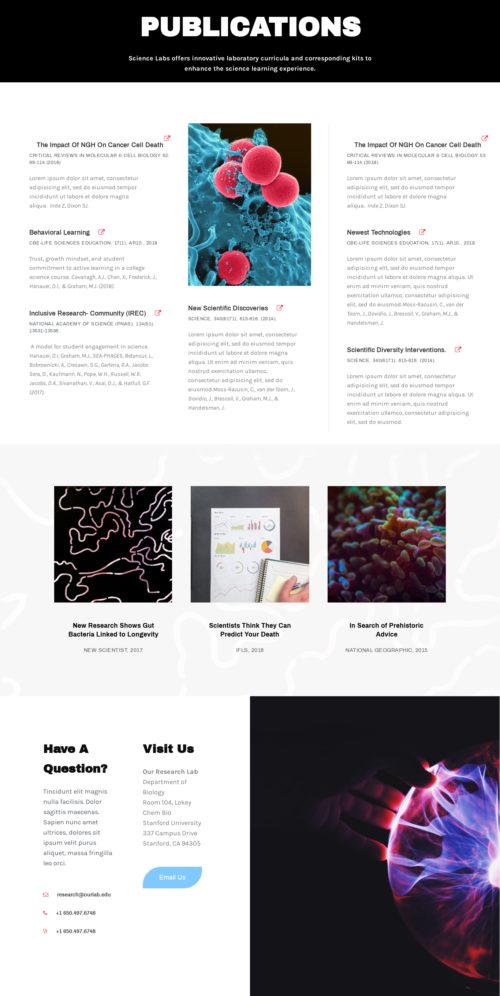 PUBLICATIONS
Science Labs offers innovative laboratory curricula and corresponding kits to
enhance the science learning experience.
The Impact Of NGH On Cancer Cell Death
CRITICAL REVIEWS IN MOLECULAR & CELL BIOLOGY 52:
89-114 (2018)
lorem ipsum dolor sit amet, consectetur
adipisicing elit, sed do eiusmod tempor
incididunt ut labore et dolore magna
aliqua. Inda Z, Dixon SJ.
Behavioral Learning
CBE-LIFE SCIENCES EDUCATION, 17(1), AR10., 2018
Trust, growth mindset, and student
commitment to active learning in a college
science course. Cavanagh, A.J., Chen, X., Frederick, J.,
Hanauer, D.I., & Graham, M.J. (2018)
Inclusive Research- Community (IREC)
NATIONAL ACADEMY OF SCIENCE (PNAS), 134(51):
13531-13536.
A model for student engagement in science.
Hanauer, D.I., Graham, M.J., SEA-PHAGES, Betancur, L.,
Bobrownicki, A., Cresawn, S.G., Garlena, R.A., Jacobs-
Sera, D., Kaufmann, N., Pope, W.H., Russell, W.R.
Jacobs, D.A., Sivanathan, V., Asai, D.J., & Hatfull, G.F.
(2017).
New Scientific Discoveries
SCIENCE, 340(6171), 615-616. (2014).
Lorem ipsum dolor sit amet, consectetur
adipisicing elit, sed do eiusmod tempor
incididunt ut labore et dolore magna
aliqua. Ut enim ad minim veniam, quis
nostrud exercitation ullamco,
consectetur adipisicing elit, sed do
eiusmod.Moss-Racusin, C., van der Toorn, J.,
Dovidio, J., Brescoll, V., Graham, M.J., &
Handelsman, J.
The Impact Of NGH On Cancer Cell Death
CRITICAL REVIEWS IN MOLECULAR & CELL BIOLOGY 53:
98-114 (2018)
lorem ipsum dolor sit amet, consectetur
adipisicing elit, sed do eiusmod tempor
incididunt ut labore et dolore magna
aliqua. Inda Z, Dixon SJ.
Newest Technologies
CBE-LIFE SCIENCES EDUCATION, 17(1), AR10., 2018
Lorem ipsum dolor sit amet, consectetur
adipisicing elit, sed do eiusmod tempor
incididunt ut labore et dolore magna
aliqua. Ut enim ad minim veniam, quis nostrud
exercitation ullamco, consectetur adipisicing
elit, sed do eiusmod.Moss-Racusin, C., van der
Toorn, J., Dovidio, J., Brescoll, V., Graham, M.J., &
Handelsman, J.
Scientific Diversity Interventions.
SCIENCE, 340(6171), 615-616. (2014).
Lorem ipsum dolor sit amet, consectetur
adipisicing elit, sed do eiusmod tempor
incididunt ut labore et dolore magna aliqua. Ut
enim ad minim veniam, quis nostrud
exercitation ullamco, consectetur adipisicing
elit, sed do eiusmod.
New Research Shows Gut
Bacteria Linked to Longevity
NEW SCIENTIST, 2017
Scientists Think They Can
Predict Your Death
IFLS, 2018
In Search of Prehistoric
Advice
NATIONAL GEOGRAPHIC, 2015
Have A
Question?
Tincidunt elit magnis
nulla facilisis. Dolor
sagittis maecenas.
Sapien nunc amet
ultrices, dolores sit
ipsum velit purus
aliquet, massa fringilla
leo orci.
research@ourlab.edu
+1 650.497.6748
+1 650.497.6748
Visit Us
Our Research Lab
Department of
Biology
Room 104, Lokey
Chem Bio
Stanford University
337 Campus Drive
Stanford, CA 94305
Email Us